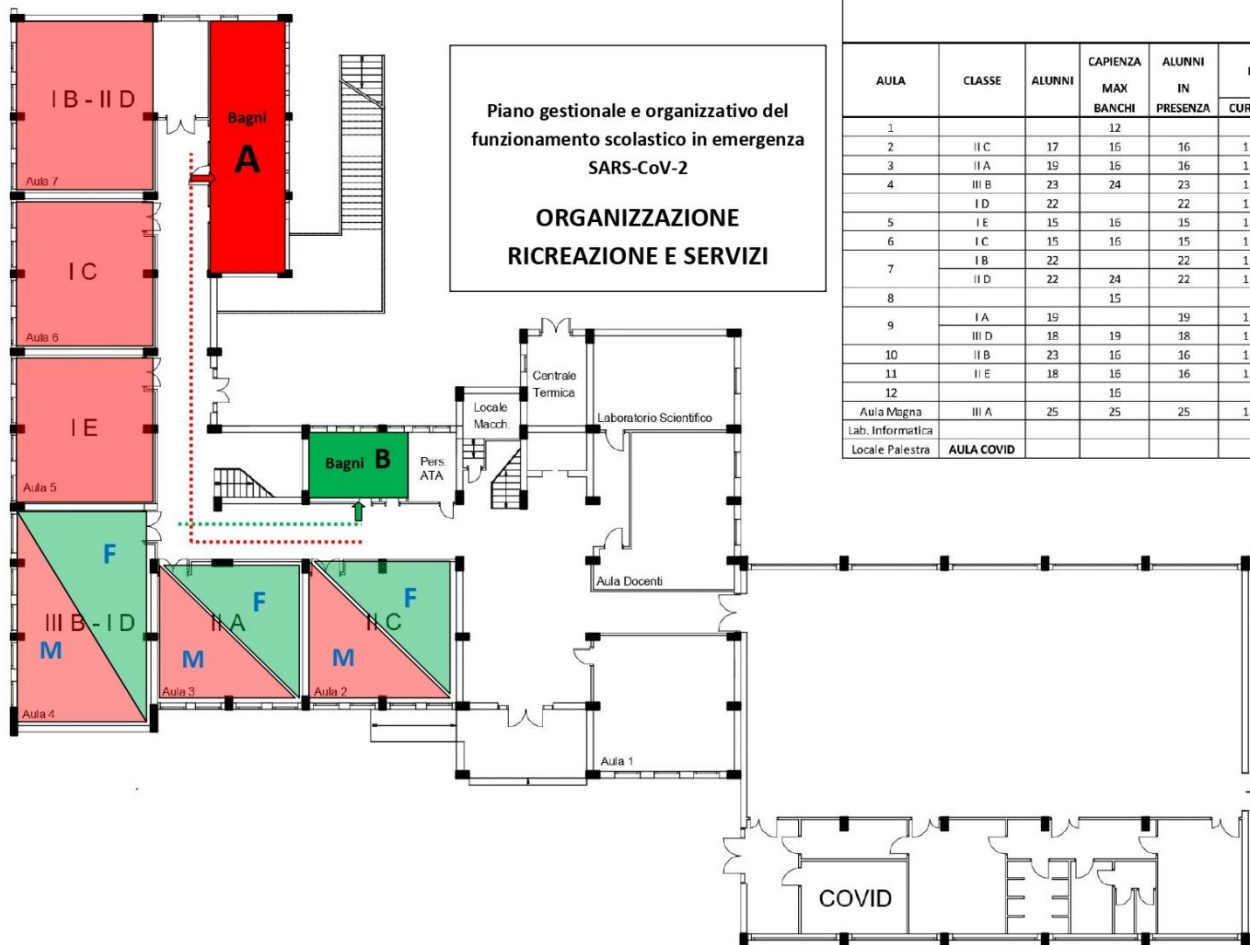 Piano gestionale e organizzativo del
funzionamento scolastico in emergenza
SARS-CoV-2
ORGANIZZAZIONE
RICREAZIONE E SERVIZI
AULA CLASSE ALUNNI CAPIENZA MAX BANCHI ALUNNI IN PRESENZA
1 12
2 II C 17 16 16 1
3 II A 19 16 16 1
4 III B 23 24 23 1
I D 22 22 1
5 I E 15 16 15 1
6 I C 15 16 15 1
7 I B 22 22 1
II D 22 24 22 1
8 15
9 I A 19 19 1
III D 18 19 18 1
10 II B 23 16 16 1
11 II E 18 16 16 1
12 16
Aula Magna III A 25 25 25 1
Lab. Informatica
Locale Palestra AULA COVID
I B - II D
Aula 7
Bagni
A
I C
Aula 6
I E
Aula 5
Bagni B
Pers.
ATA
Locale
Macch.
Centrale
Termica
Laboratorio Scientifico
Aula Docenti
F
III B - I D
M
Aula 4
F
II A
M
Aula 3
F
II C
M
Aula 2
Aula 1
COVID